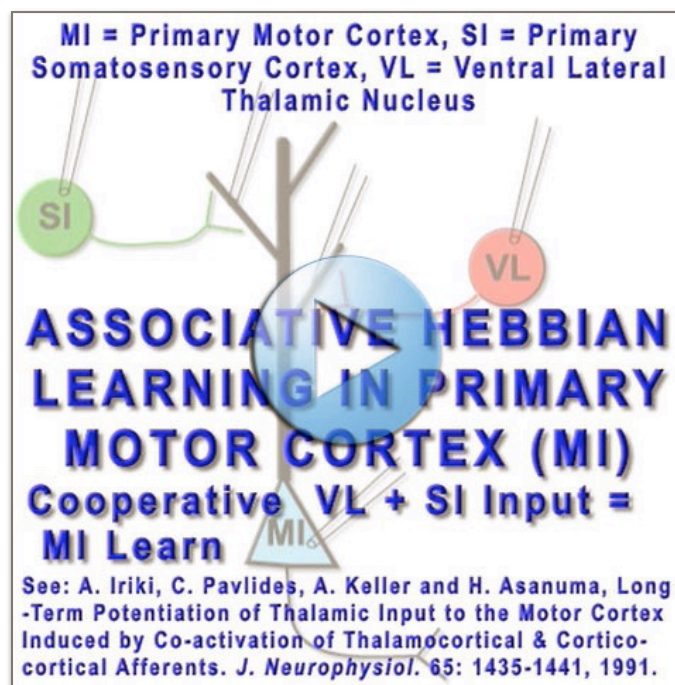 MI = Primary Motor Cortex, SI = Primary
Somatosensory Cortex, VL = Ventral Lateral
Thalamic Nucleus
SI
VL
ASSOCIATIVE HEBBIAN
LEARNING IN PRIMARY
MOTOR CORTEX (MI)
Cooperative VL + SI Input =
MI Learn
MI
See: A. Iriki, C. Pavlides, A. Keller and H. Asanuma, Long
-Term Potentiation of Thalamic Input to the Motor Cortex
Induced by Co-activation of Thalamocortical & Cortico-
cortical Afferents. J. Neurophysiol. 65: 1435-1441, 1991.